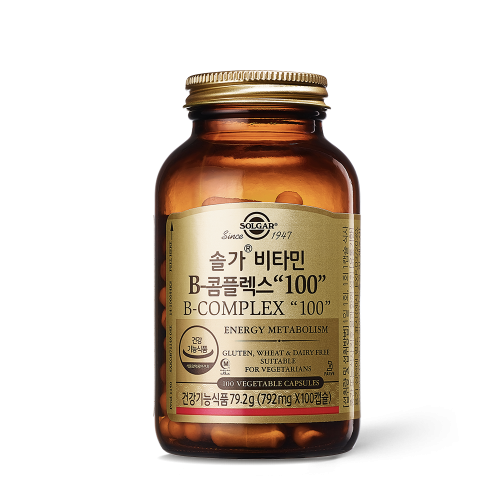 SOLGAR®
Since 1947
솔가® 비타민
B-콤플렉스 “100”
B-COMPLEX “100”
ENERGY METABOLISM
건강
기능식품
GLUTEN, WHEAT & DAIRY FREE
SUITABLE
FOR VEGETARIANS
100 VEGETABLE CAPSULES
건강기능식품 79.2g (792mg X100캡슐)